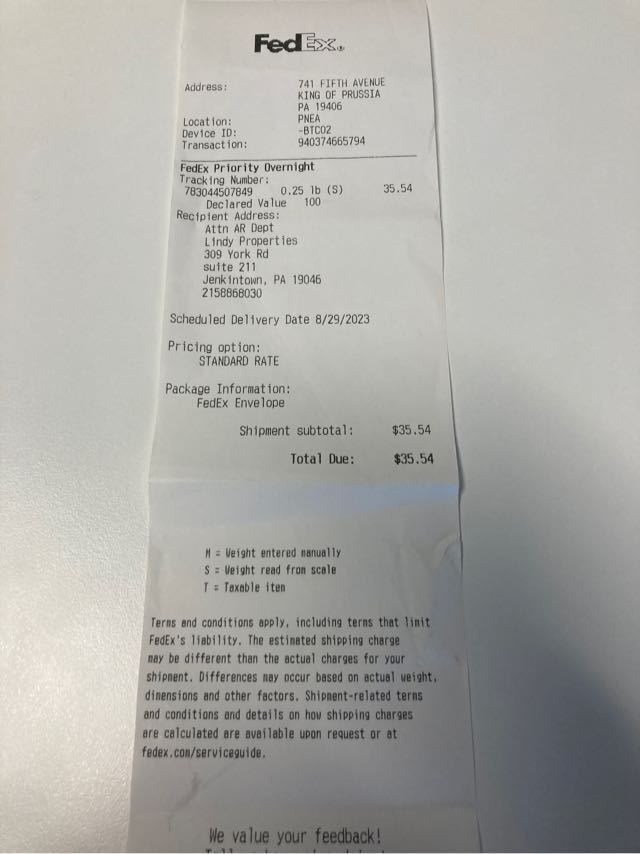 FedEx®
Address: 741 FIFTH AVENUE
KING OF PRUSSIA
PA 19406
Location: PNEA
Device ID: -BTC02
Transaction: 940374665794
FedEx Priority Overnight
Tracking Number:
783044507849 0.25 lb (S) 35.54
Declared Value 100
Recipient Address:
Attn AR Dept
Lindy Properties
309 York Rd
suite 211
Jenkintown, PA 19046
2158868030
Scheduled Delivery Date 8/29/2023
Pricing option:
STANDARD RATE
Package Information:
FedEx Envelope
Shipment subtotal: $35.54
Total Due: $35.54
M = Weight entered manually
S = Weight read from scale
T = Taxable item
Terms and conditions apply, including terms that limit
FedEx's liability. The estimated shipping charge
may be different than the actual charges for your
shipment. Differences may occur based on actual weight,
dimensions and other factors. Shipment-related terms
and conditions and details on how shipping charges
are calculated are available upon request or at
fedex.com/serviceguide.
We value your feedback!